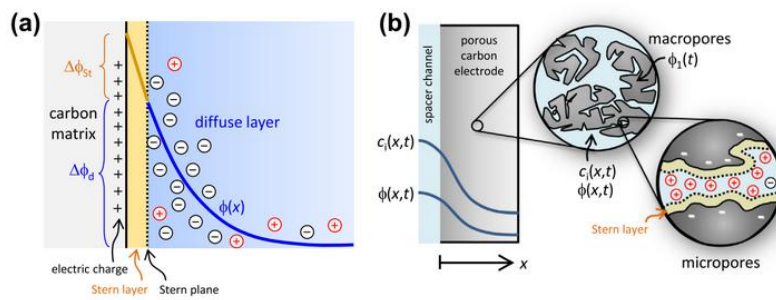 (a)
Δϕ_St
carbon
matrix
Δϕ_d
diffuse layer
ϕ(x)
electric charge
Stern layer
Stern plane
(b)
spacer channel
porous
carbon
electrode
macropores
ϕ₁(t)
c_i(x,t)
ϕ(x,t)
c_i(x,t)
ϕ(x,t)
Stern layer
micropores
x